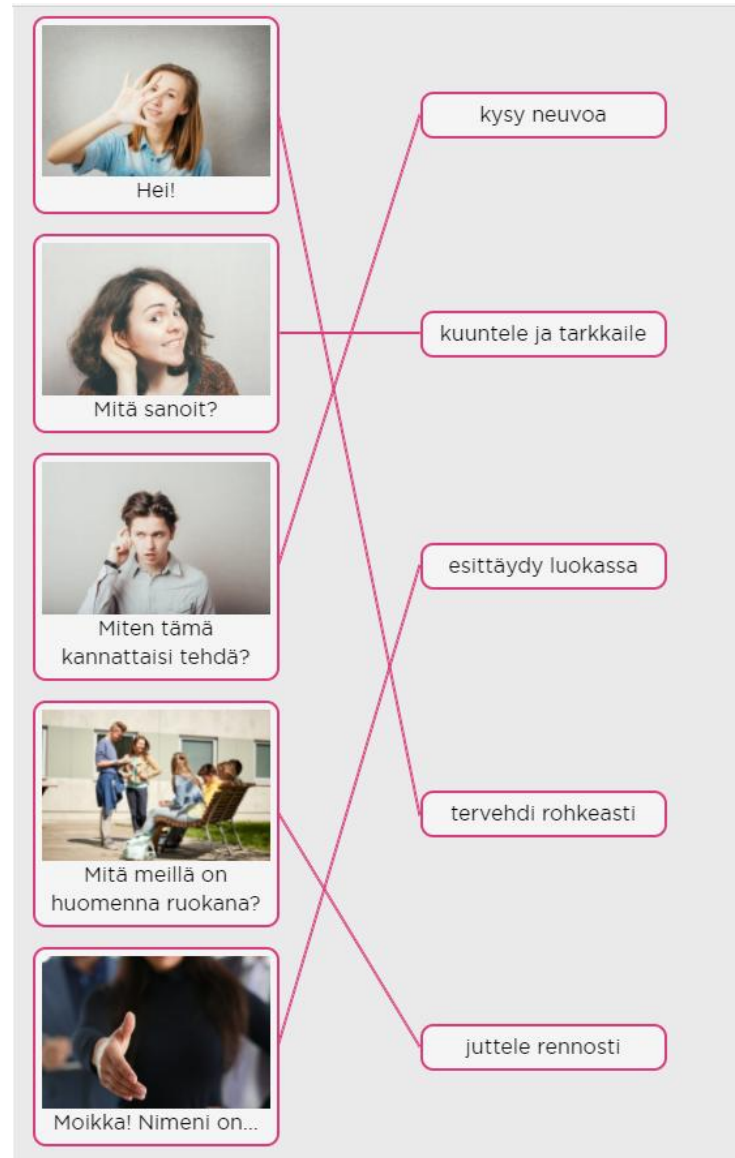 Hei!
Mitä sanoit?
Miten tämä
kannattaisi tehdä?
Mitä meillä on
huomenna ruokana?
Moikka! Nimeni on...
kysy neuvoa
kuuntele ja tarkkaile
esittäydy luokassa
tervehdi rohkeasti
juttele rennosti